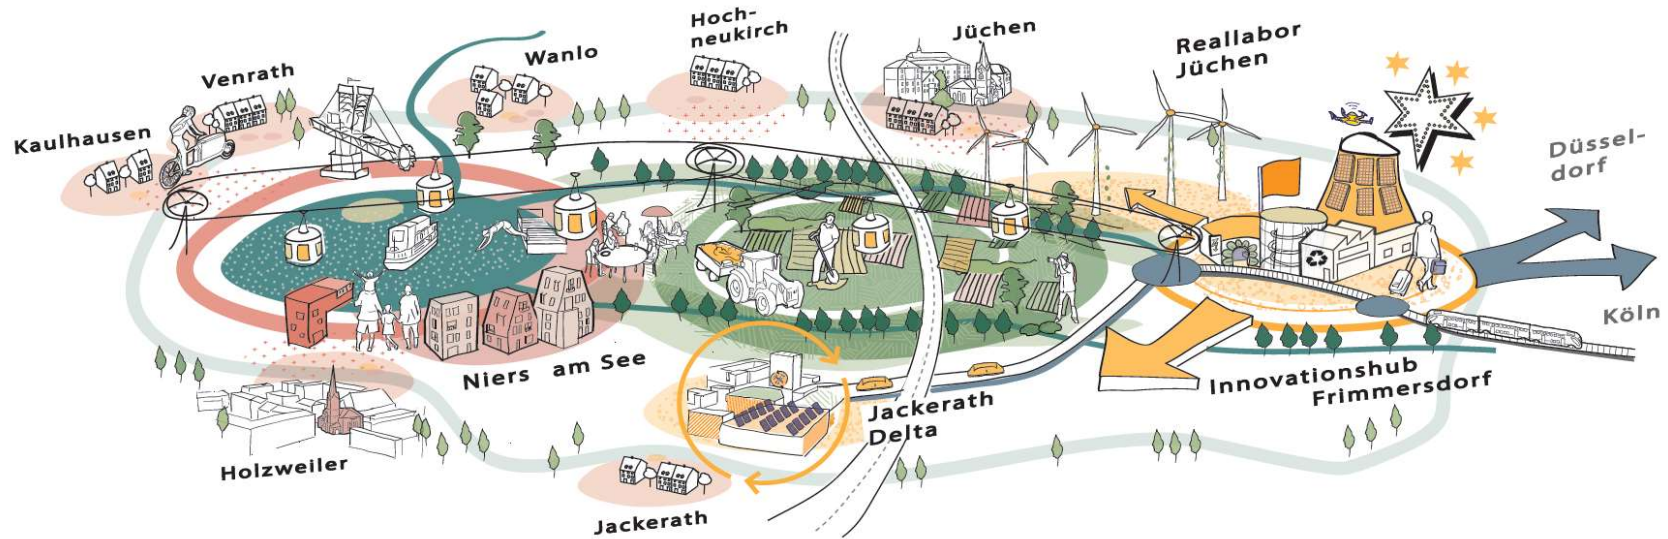 Hoch-
neukirch
Jüchen
Reallabor
Jüchen
Wanlo
Venrath
Kaulhausen
Düssel-
dorf
Köln
Niers am See
Innovationshub
Frimmersdorf
Jackerath
Delta
Holzweiler
Jackerath